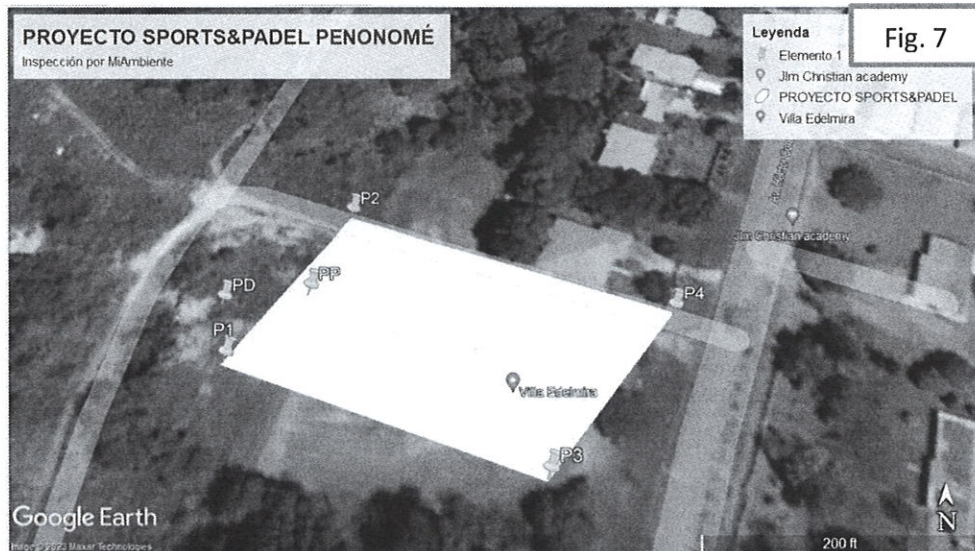 PROYECTO SPORTS&PADEL PENONOMÉ
Inspección por MiAmbiente
Leyenda
Elemento 1
JIm Christian academy
PROYECTO SPORTS&PADEL
Villa Edelmira
Fig. 7
P2
PP
PD
P1
P4
JIm Christian academy
Villa Edelmira
P3
Google Earth
Image © 2023 Maxar Technologies
N
200 ft